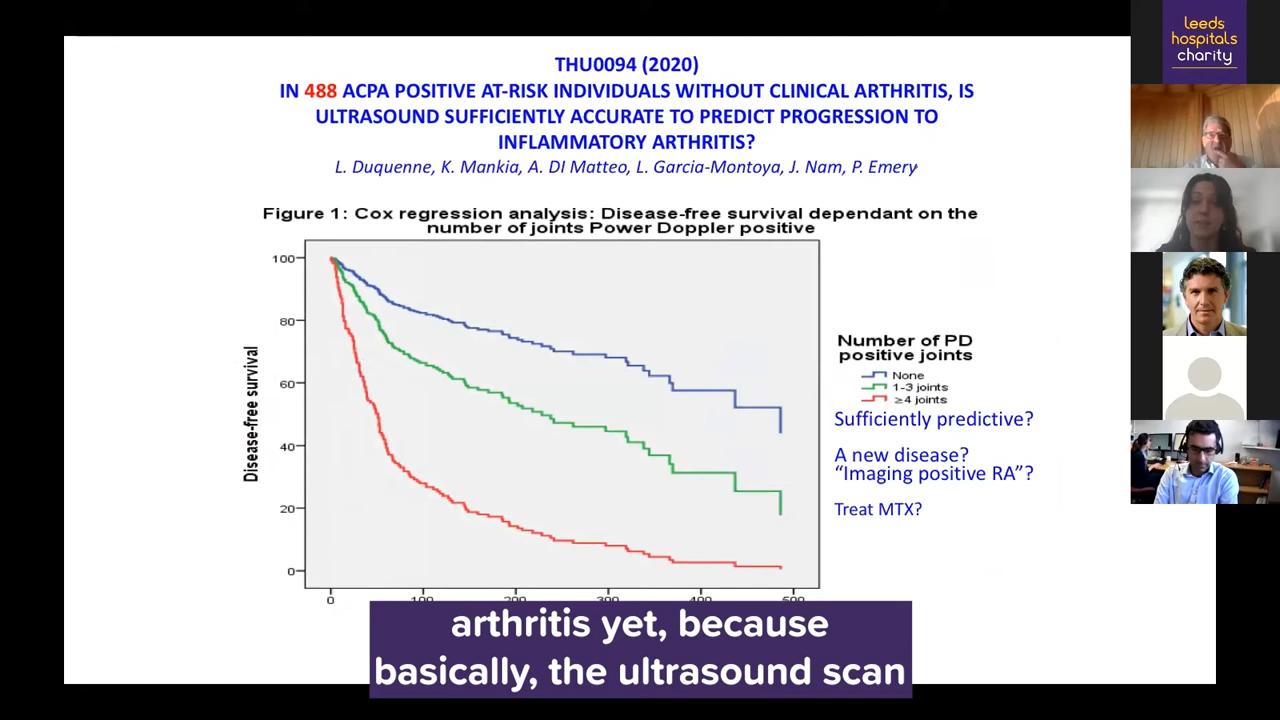 THU0094 (2020)
IN 488 ACPA POSITIVE AT-RISK INDIVIDUALS WITHOUT CLINICAL ARTHRITIS, IS
ULTRASOUND SUFFICIENTLY ACCURATE TO PREDICT PROGRESSION TO
INFLAMMATORY ARTHRITIS?
L. Duquenne, K. Mankia, A. DI Matteo, L. Garcia-Montoya, J. Nam, P. Emery
Figure 1: Cox regression analysis: Disease-free survival dependant on the
number of joints Power Doppler positive
100
80
60
40
20
0
Disease-free survival
0 100 200 300 400 500
Number of PD
positive joints
None
1-3 joints
≥4 joints
Sufficiently predictive?
A new disease?
“Imaging positive RA”?
Treat MTX?
arthritis yet, because
basically, the ultrasound scan
leeds
hospitals
charity